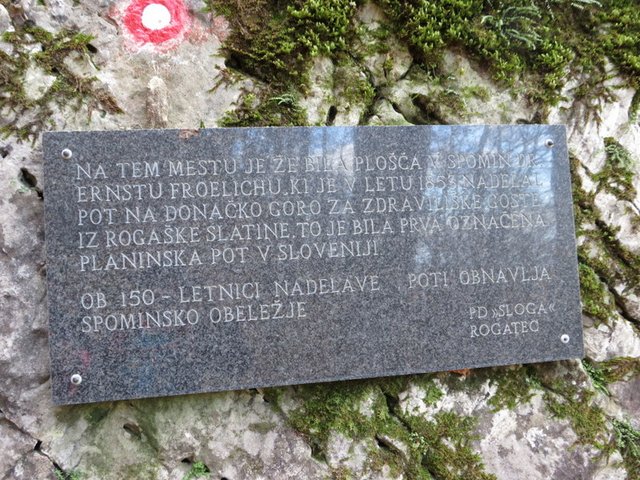 NA TEM MESTU JE ŽE BILA PLOŠČA V SPOMIN DR.
ERNSTU FROELICHU, KI JE V LETU 1853 NADELAL
POT NA DONAČKO GORO ZA ZDRAVILIŠKE GOSTE
IZ ROGAŠKE SLATINE, TO JE BILA PRVA OZNAČENA
PLANINSKA POT V SLOVENIJI
OB 150 - LETNICI NADELAVE POTI OBNAVLJA
SPOMINSKO OBELEŽJE
PD »SLOGA«
ROGATEC